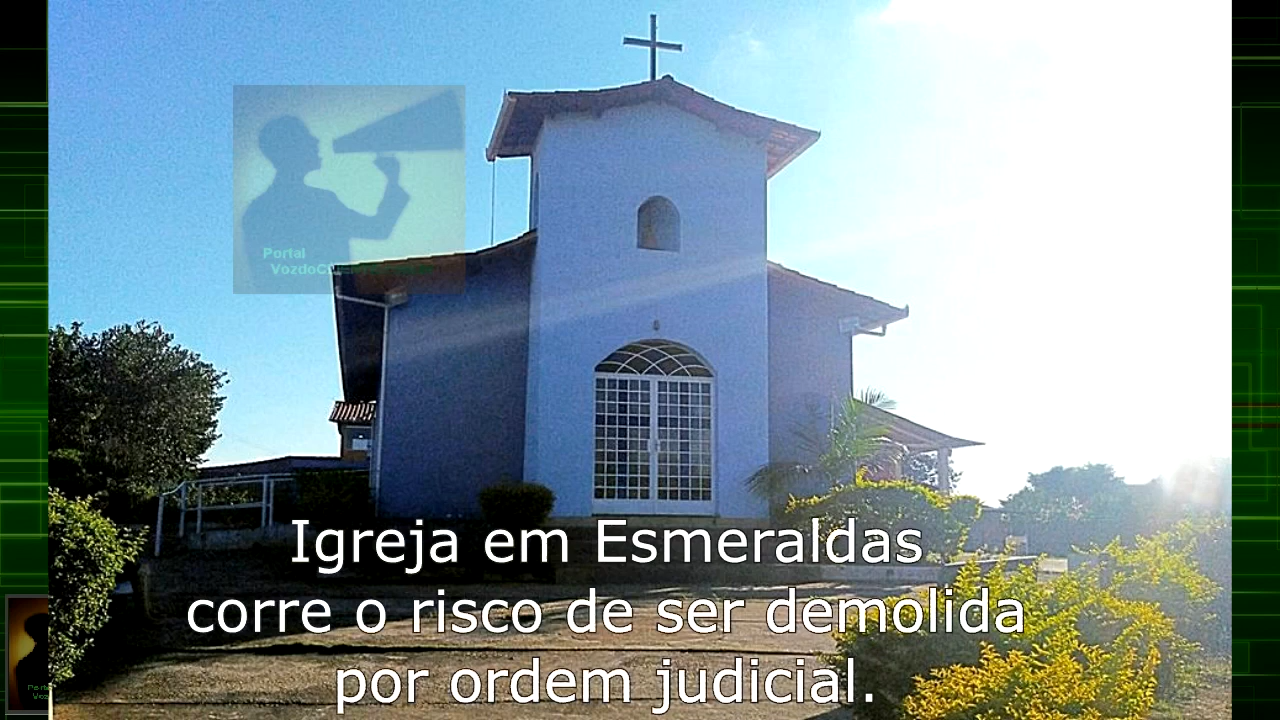 Portal
Igreja em Esmeraldas
corre o risco de ser demolida
por ordem judicial.